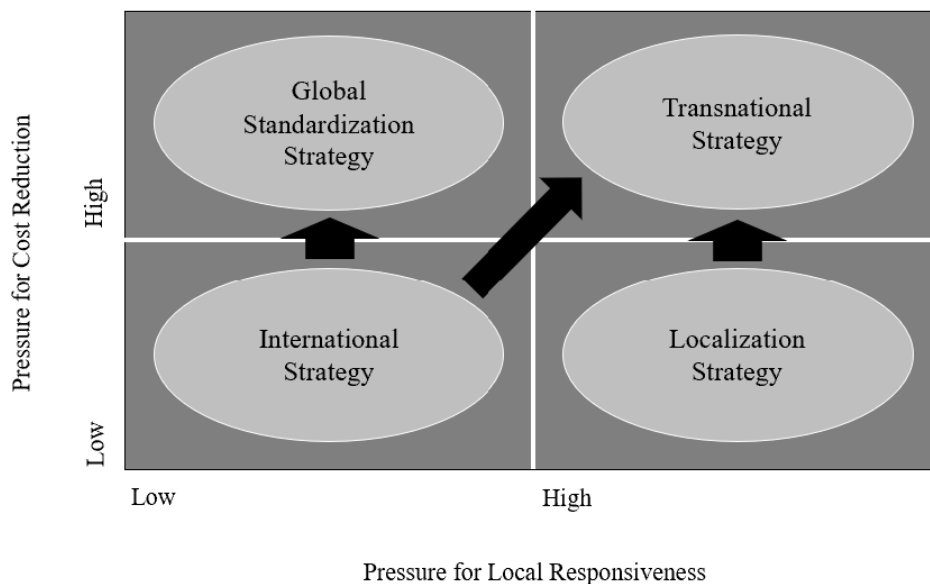 Global
Standardization
Strategy
Transnational
Strategy
International
Strategy
Localization
Strategy
Pressure for Cost Reduction
High
Low
Low
High
Pressure for Local Responsiveness